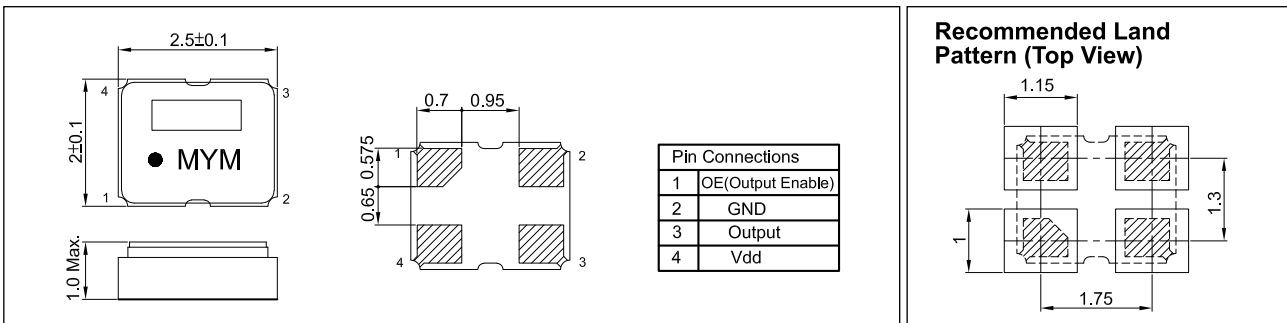 2.5±0.1
4
3
2±0.1
MYM
1
2
1.0 Max.
0.7
0.95
1
2
0.575
0.65
4
3
Pin Connections
1 OE(Output Enable)
2 GND
3 Output
4 Vdd
Recommended Land
Pattern (Top View)
1.15
1.3
1
1.75